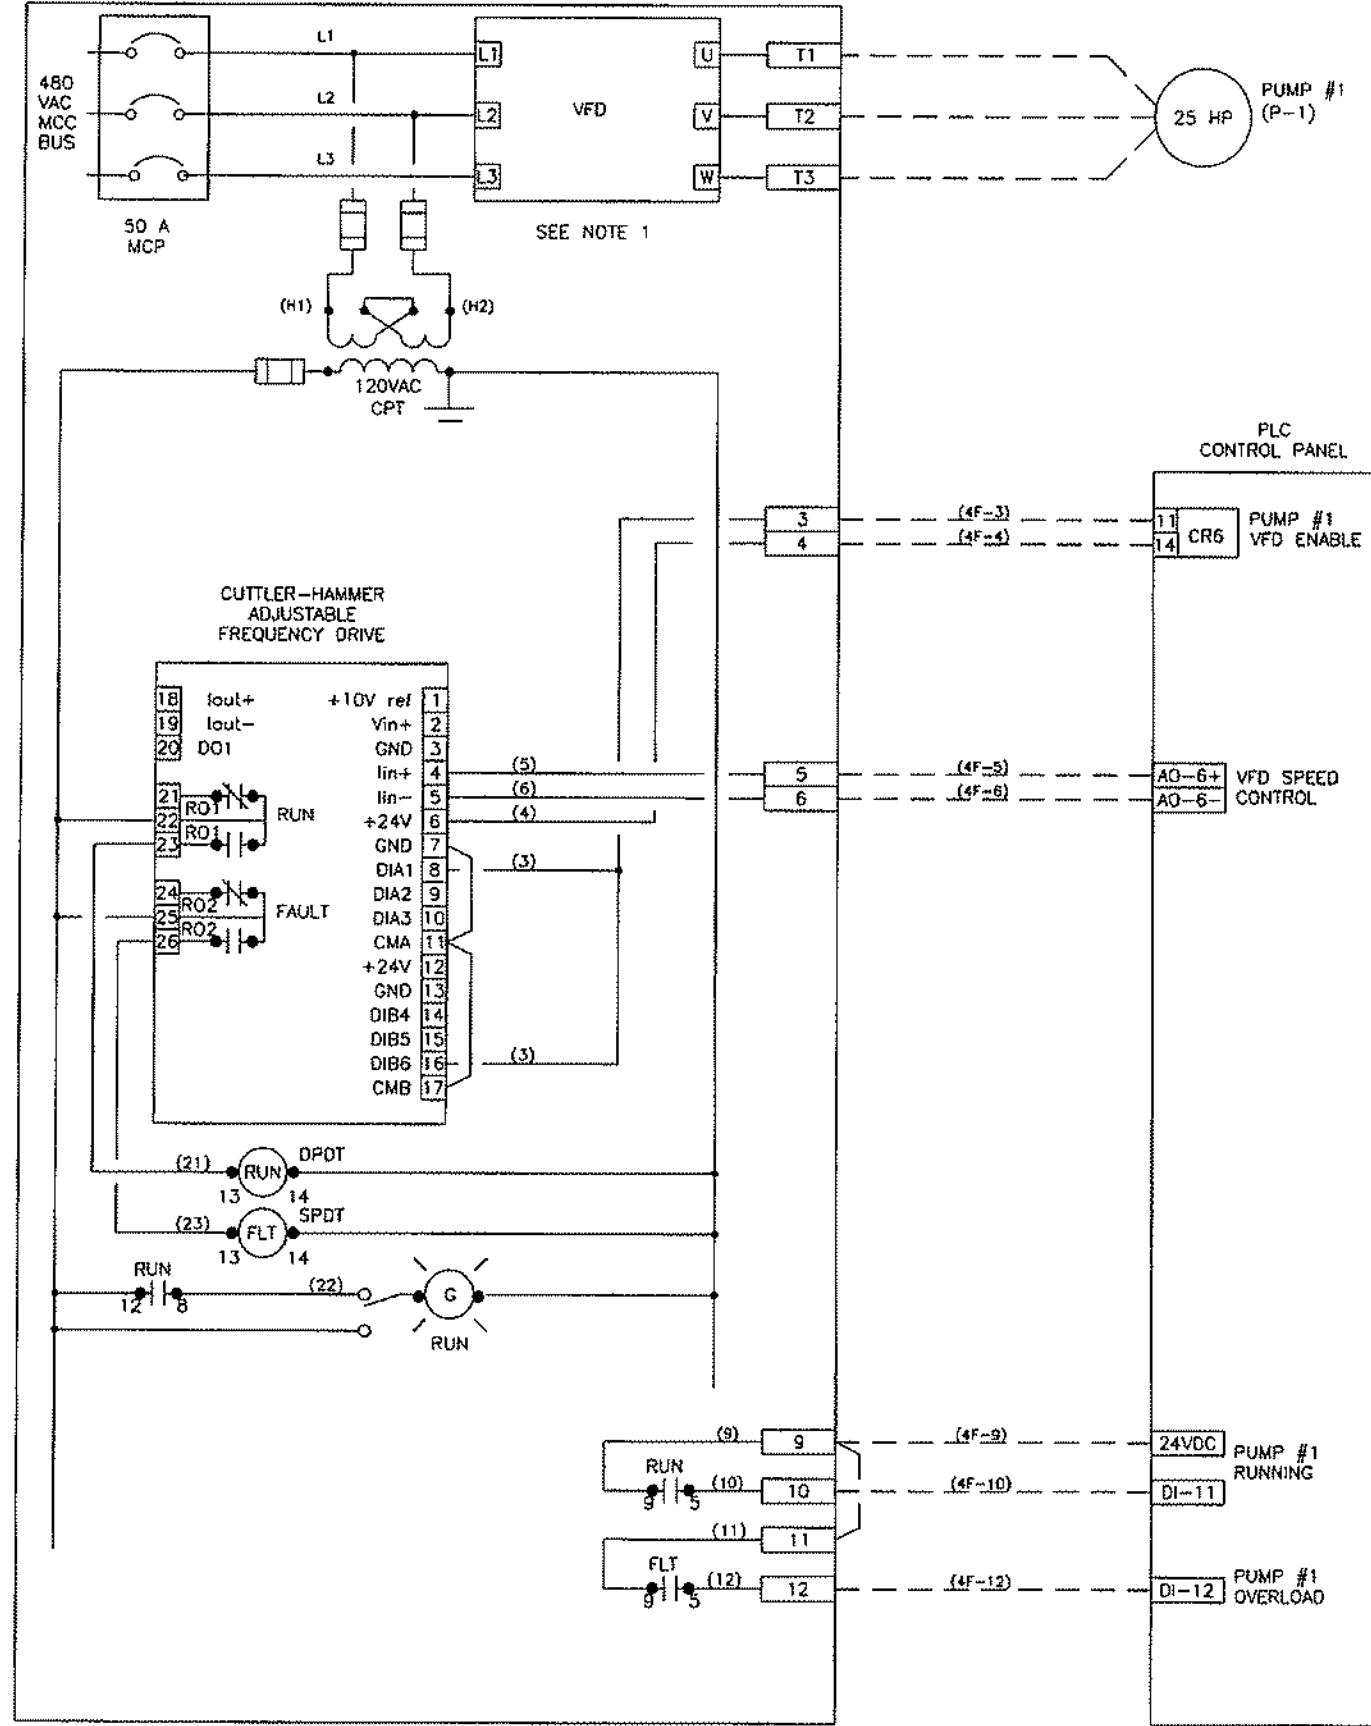 480
VAC
MCC
BUS
50 A
MCP
L1
L2
L3
L1
L2
L3
VFD
U
V
W
SEE NOTE 1
T1
T2
T3
25 HP
PUMP #1
(P-1)
(H1)
(H2)
120VAC
CPT
PLC
CONTROL PANEL
3
4
(4F-3)
(4F-4)
11
14
CR6
PUMP #1
VFD ENABLE
CUTTLER-HAMMER
ADJUSTABLE
FREQUENCY DRIVE
18 Iout+
19 Iout-
20 DO1
21
RO1
22
RO1
23
RUN
24
RO2
25
RO2
26
FAULT
+10V ref 1
Vin+ 2
GND 3
Iin+ 4
Iin- 5
+24V 6
GND 7
DIA1 8
DIA2 9
DIA3 10
CMA 11
+24V 12
GND 13
DIB4 14
DIB5 15
DIB6 16
CMB 17
(5)
(6)
(4)
(3)
(3)
5
6
(4F-5)
(4F-6)
AO-6+
AO-6-
VFD SPEED
CONTROL
(21)
RUN
DPDT
13
14
(23)
FLT
SPDT
13
14
RUN
12
8
(22)
G
RUN
(9)
9
(4F-9)
24VDC
RUN
9
5
(10)
10
(4F-10)
DI-11
PUMP #1
RUNNING
(11)
11
FLT
9
5
(12)
12
(4F-12)
DI-12
PUMP #1
OVERLOAD